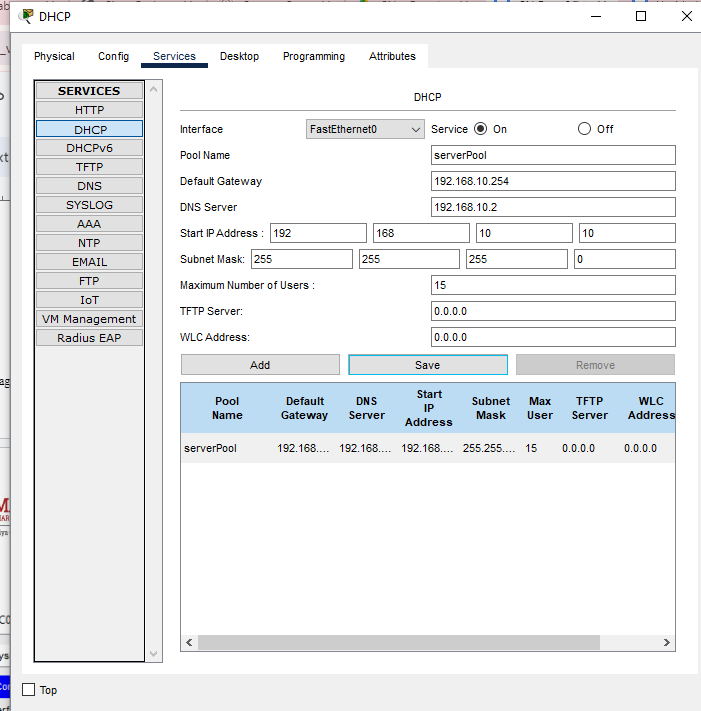 DHCP
Physical Config Services Desktop Programming Attributes
SERVICES
HTTP
DHCP
DHCPv6
TFTP
DNS
SYSLOG
AAA
NTP
EMAIL
FTP
IoT
VM Management
Radius EAP
DHCP
Interface FastEthernet0 Service On Off
Pool Name serverPool
Default Gateway 192.168.10.254
DNS Server 192.168.10.2
Start IP Address : 192 168 10 10
Subnet Mask: 255 255 255 0
Maximum Number of Users : 15
TFTP Server: 0.0.0.0
WLC Address: 0.0.0.0
Add Save Remove
Pool Name Default Gateway DNS Server Start IP Address Subnet Mask Max User TFTP Server WLC Address
serverPool 192.168.... 192.168.... 192.168.... 255.255.... 15 0.0.0.0 0.0.0.0
Top